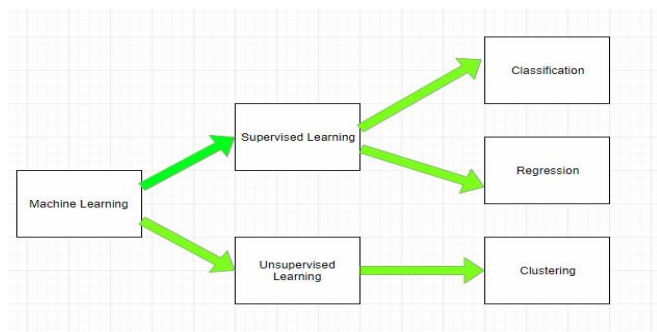 Classification
Supervised Learning
Regression
Machine Learning
Unsupervised
Learning
Clustering